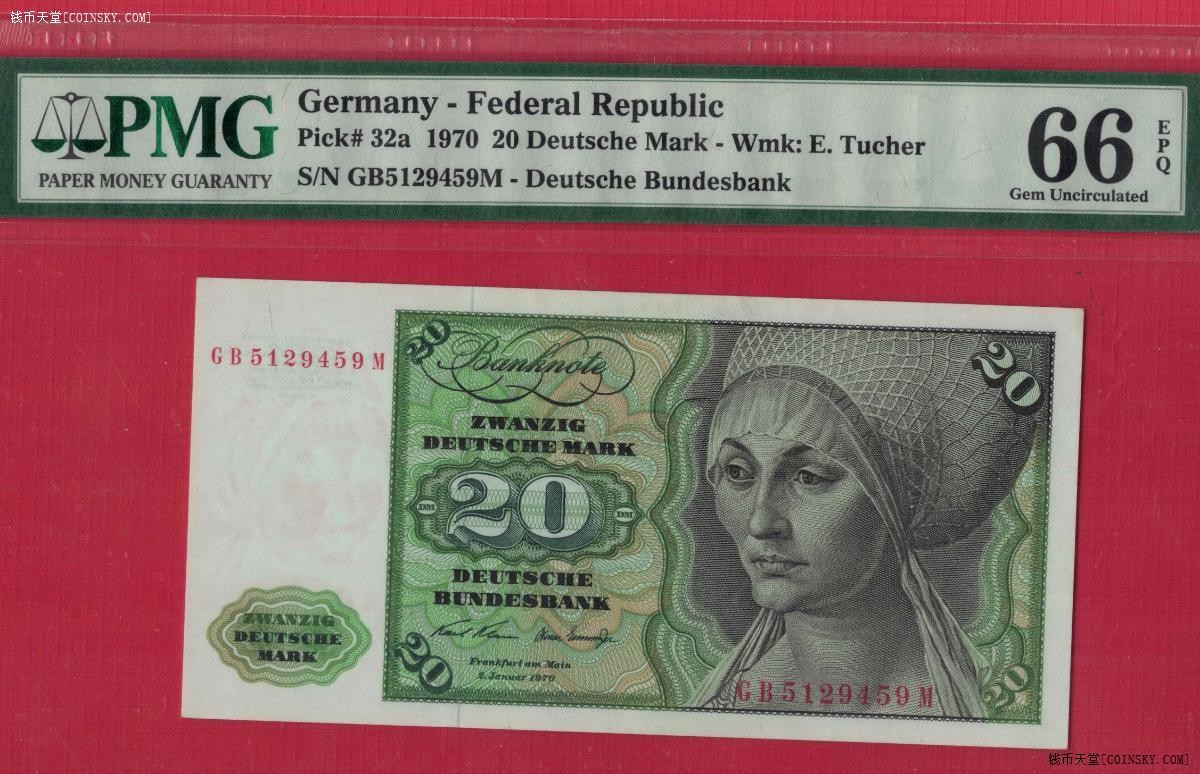 钱币天堂[COINSKY.COM]
PMG
PAPER MONEY GUARANTY
Germany - Federal Republic
Pick# 32a 1970 20 Deutsche Mark - Wmk: E. Tucher
S/N GB5129459M - Deutsche Bundesbank
66
EPQ
Gem Uncirculated
GB5129459M
20
Banknote
20
ZWANZIG
DEUTSCHE MARK
DM 20 DM
DEUTSCHE
BUNDESBANK
ZWANZIG
DEUTSCHE
MARK
20
Frankfurt am Main
2. Januar 1970
GB5129459M
20
钱币天堂[COINSKY.COM]